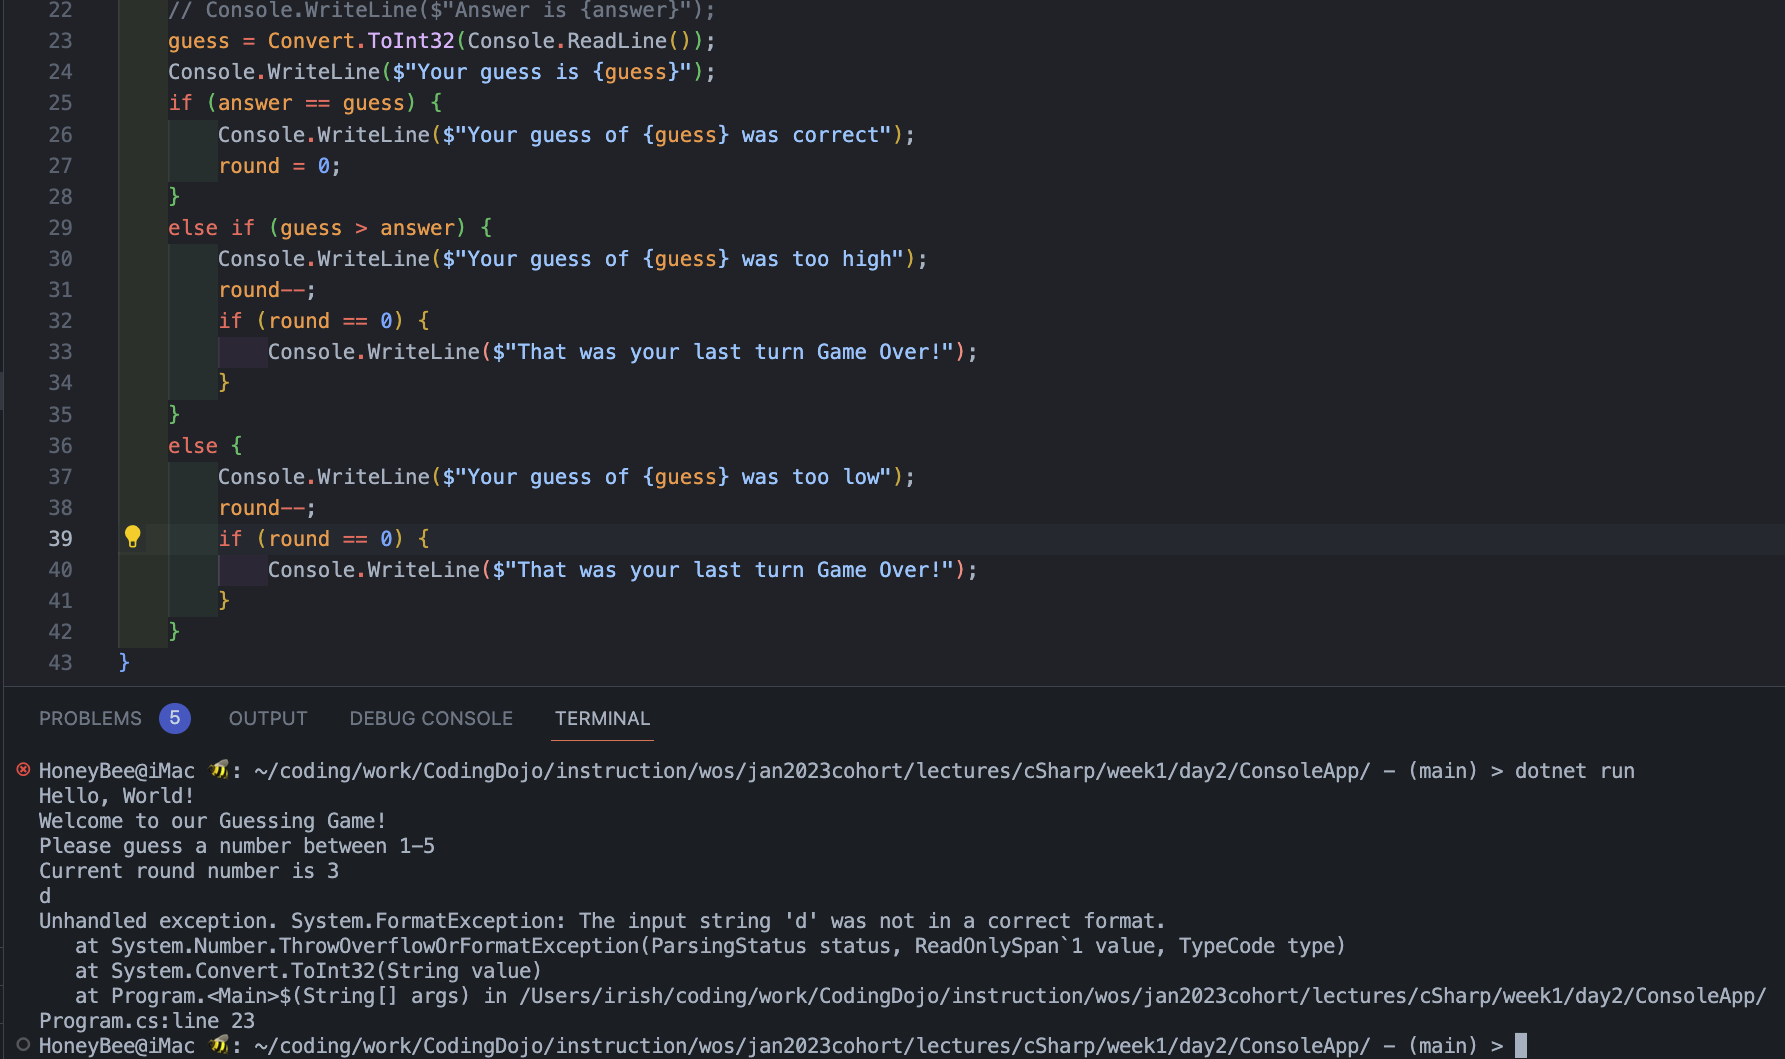 22 // Console.WriteLine($"Answer is {answer}");
23 guess = Convert.ToInt32(Console.ReadLine());
24 Console.WriteLine($"Your guess is {guess}");
25 if (answer == guess) {
26 Console.WriteLine($"Your guess of {guess} was correct");
27 round = 0;
28 }
29 else if (guess > answer) {
30 Console.WriteLine($"Your guess of {guess} was too high");
31 round--;
32 if (round == 0) {
33 Console.WriteLine($"That was your last turn Game Over!");
34 }
35 }
36 else {
37 Console.WriteLine($"Your guess of {guess} was too low");
38 round--;
39 if (round == 0) {
40 Console.WriteLine($"That was your last turn Game Over!");
41 }
42 }
43 }
PROBLEMS 5 OUTPUT DEBUG CONSOLE TERMINAL
HoneyBee@iMac 🐝: ~/coding/work/CodingDojo/instruction/wos/jan2023cohort/lectures/cSharp/week1/day2/ConsoleApp/ – (main) > dotnet run
Hello, World!
Welcome to our Guessing Game!
Please guess a number between 1-5
Current round number is 3
d
Unhandled exception. System.FormatException: The input string 'd' was not in a correct format.
at System.Number.ThrowOverflowOrFormatException(ParsingStatus status, ReadOnlySpan`1 value, TypeCode type)
at System.Convert.ToInt32(String value)
at Program.<Main>$(String[] args) in /Users/irish/coding/work/CodingDojo/instruction/wos/jan2023cohort/lectures/cSharp/week1/day2/ConsoleApp/
Program.cs:line 23
HoneyBee@iMac 🐝: ~/coding/work/CodingDojo/instruction/wos/jan2023cohort/lectures/cSharp/week1/day2/ConsoleApp/ – (main) >